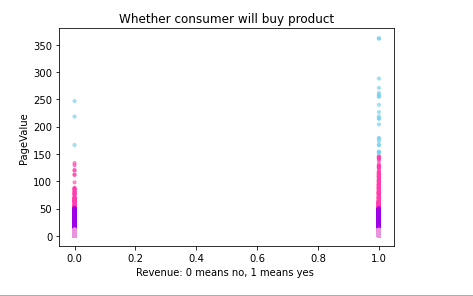 Whether consumer will buy product
350
300
250
200
150
100
50
0
PageValue
0.0 0.2 0.4 0.6 0.8 1.0
Revenue: 0 means no, 1 means yes